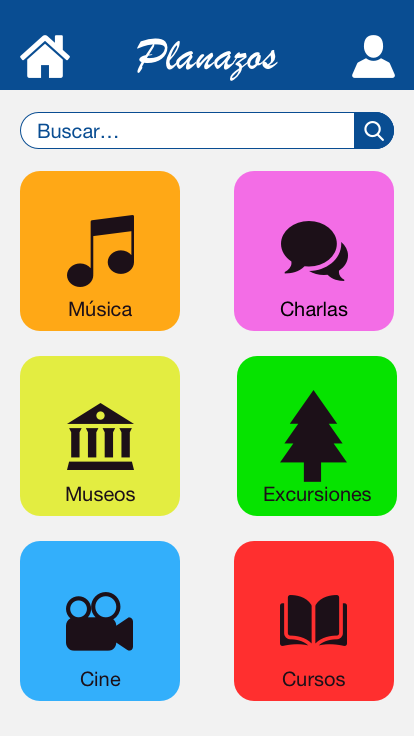 Planazos
Buscar...
Música
Charlas
Museos
Excursiones
Cine
Cursos